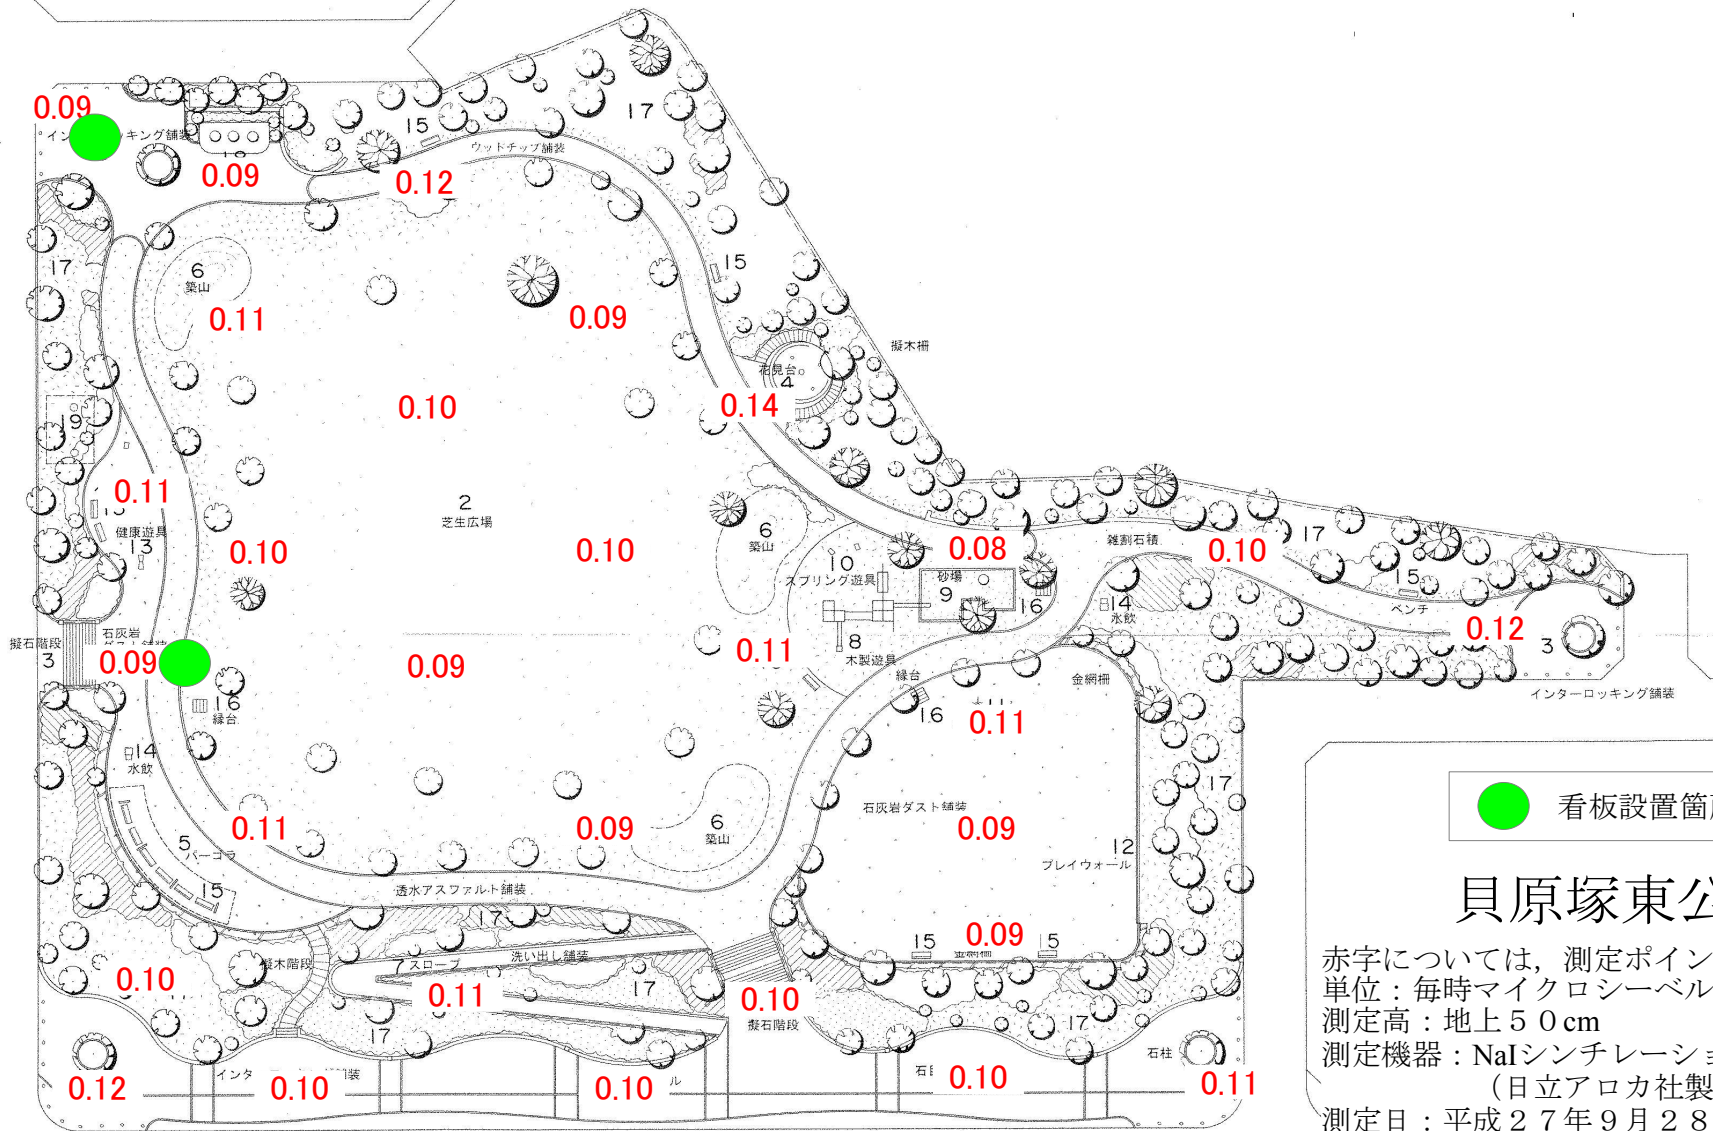 0.09
インキング舗装
0.09
15
0.12
ウットチップ舗装
17
17
6
築山
0.11
0.09
15
擬木柵
花見台
4
0.10
0.14
19
0.11
2
芝生広場
健康遊具
13
0.10
0.10
6
築山
10
スプリング遊具
0.08
砂場
9
16
雑割石積
0.10
17
15
ベンチ
14
水飲
0.12
3
インターロッキング舗装
擬石階段
3
石灰岩
0.09
0.09
0.11
8
木製遊具
縁台
16
金網柵
0.11
16
縁台
14
水飲
17
0.11
0.09
6
築山
石灰岩ダスト舗装
0.09
12
プレイウォール
5
パーコラ
15
透水アスファルト舗装
17
0.09
15
15
擬木階段
7 スロープ
洗い出し舗装
0.10
0.11
17
0.10
擬石階段
17
17
石柱
0.12
インタ
0.10
0.10
ル
0.10
0.11
看板設置箇
貝原塚東公
赤字については，測定ポイン
単位：毎時マイクロシーベル
測定高：地上５０cm
測定機器：NaIシンチレーショ
（日立アロカ社製
測定日：平成２７年９月２８